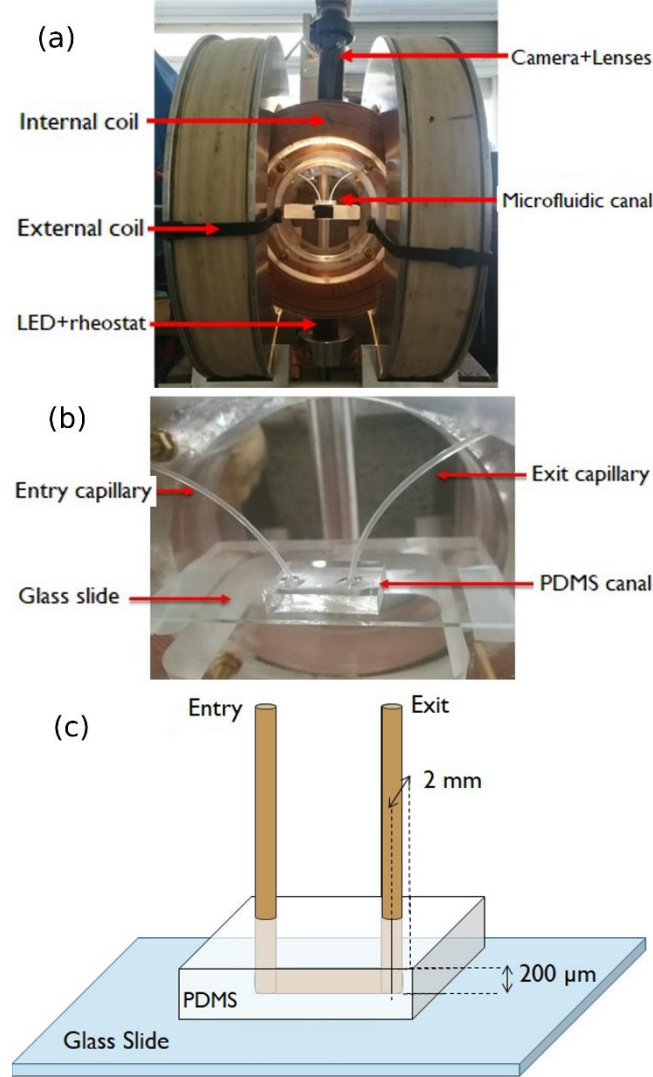 (a)
Camera+Lenses
Internal coil
Microfluidic canal
External coil
LED+rheostat
(b)
Entry capillary
Exit capillary
Glass slide
PDMS canal
(c)
Entry
Exit
2 mm
200 μm
PDMS
Glass Slide